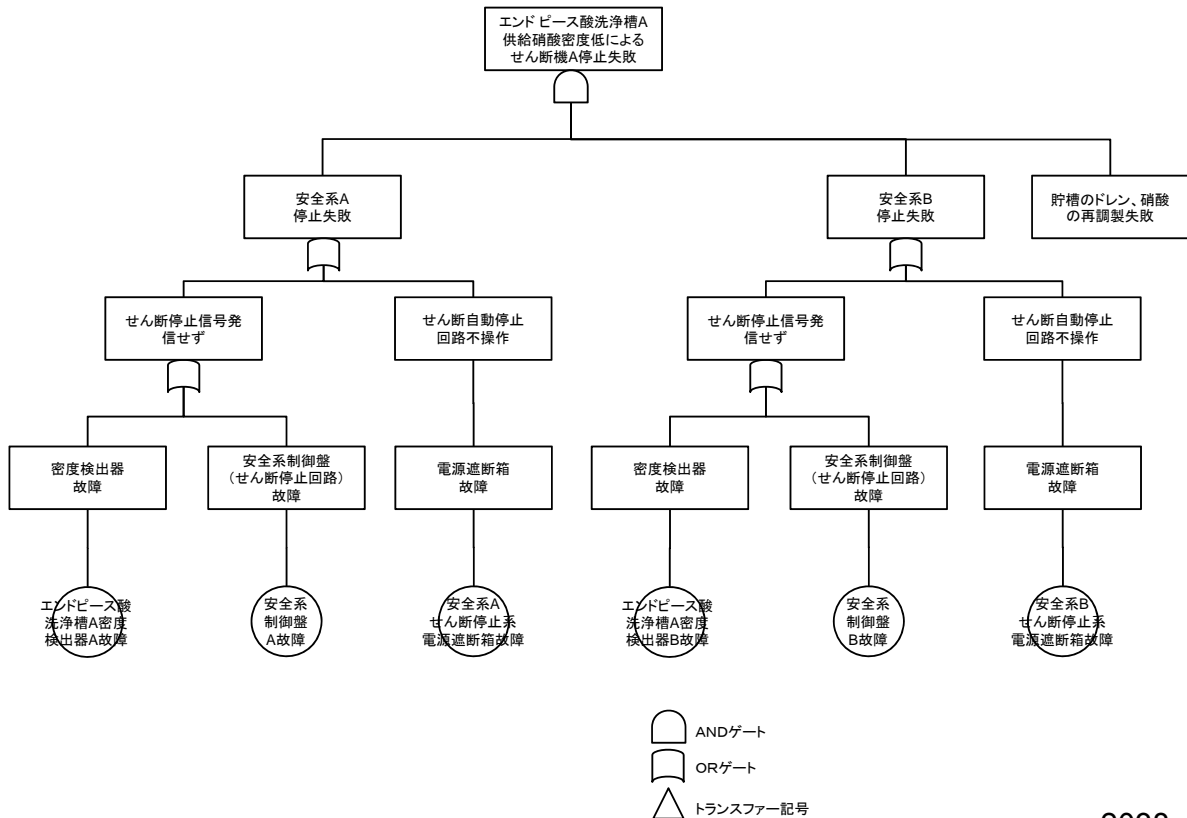 エンドピース酸洗浄槽A
供給硝酸密度低による
せん断機A停止失敗
安全系A
停止失敗
安全系B
停止失敗
貯槽のドレン、硝酸
の再調製失敗
せん断停止信号発
信せず
せん断自動停止
回路不操作
せん断停止信号発
信せず
せん断自動停止
回路不操作
密度検出器
故障
安全系制御盤
(せん断停止回路)
故障
電源遮断箱
故障
密度検出器
故障
安全系制御盤
(せん断停止回路)
故障
電源遮断箱
故障
エンドピース酸
洗浄槽A密度
検出器A故障
安全系
制御盤
A故障
安全系A
せん断停止系
電源遮断箱故障
エンドピース酸
洗浄槽A密度
検出器B故障
安全系
制御盤
B故障
安全系B
せん断停止系
電源遮断箱故障
ANDゲート
ORゲート
トランスファー記号